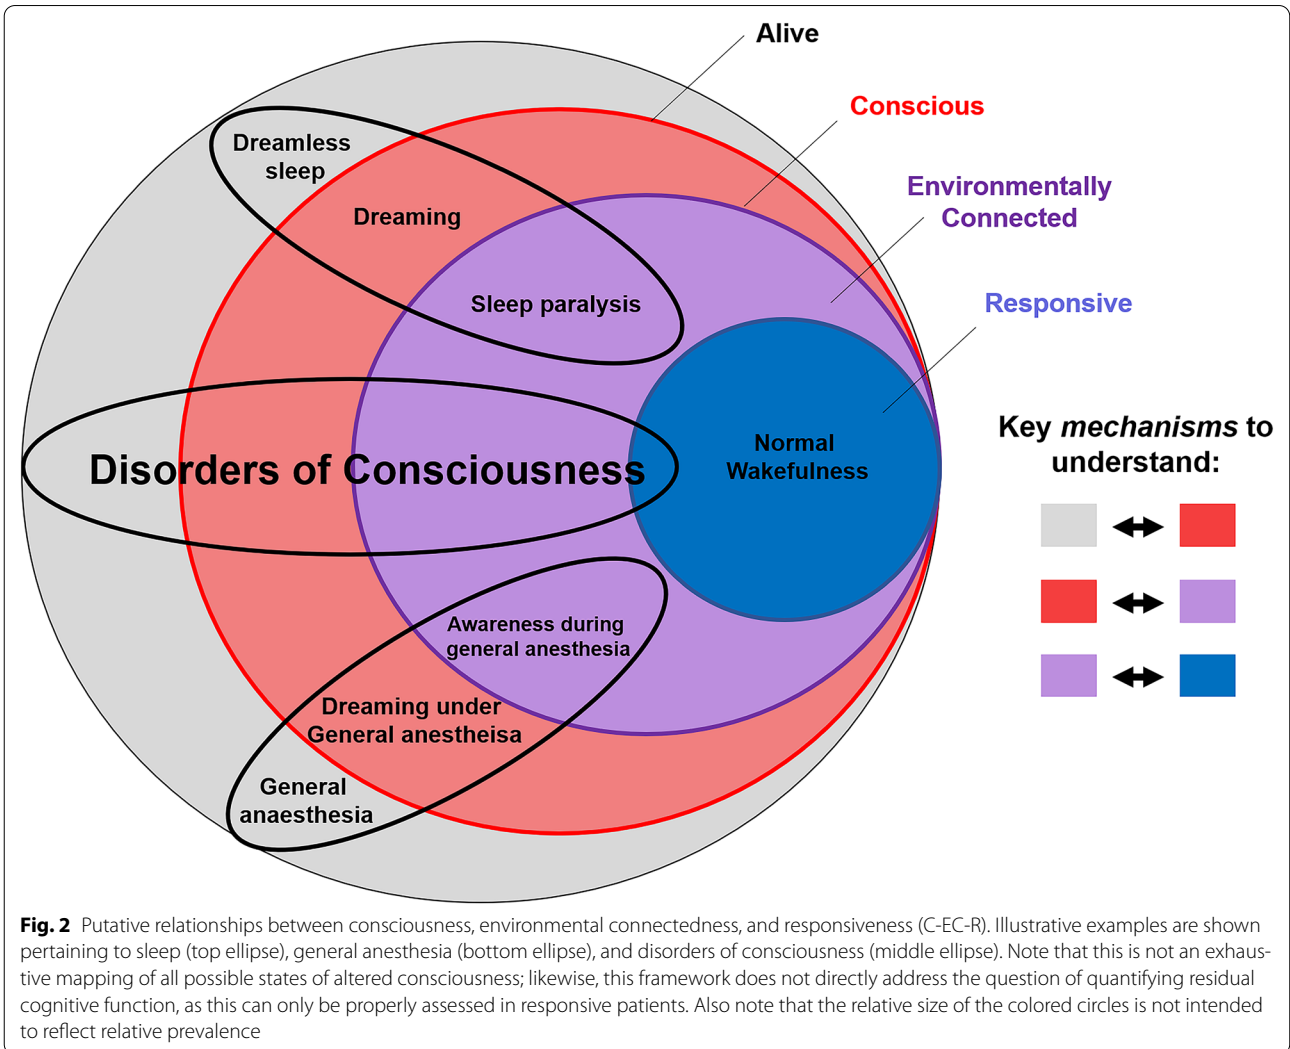 Alive
Conscious
Environmentally
Connected
Responsive
Dreamless
sleep
Dreaming
Sleep paralysis
Disorders of Consciousness
Normal
Wakefulness
Awareness during
general anesthesia
Dreaming under
General anestheisa
General
anaesthesia
Key mechanisms to
understand:
Fig. 2 Putative relationships between consciousness, environmental connectedness, and responsiveness (C-EC-R). Illustrative examples are shown
pertaining to sleep (top ellipse), general anesthesia (bottom ellipse), and disorders of consciousness (middle ellipse). Note that this is not an exhaus-
tive mapping of all possible states of altered consciousness; likewise, this framework does not directly address the question of quantifying residual
cognitive function, as this can only be properly assessed in responsive patients. Also note that the relative size of the colored circles is not intended
to reflect relative prevalence